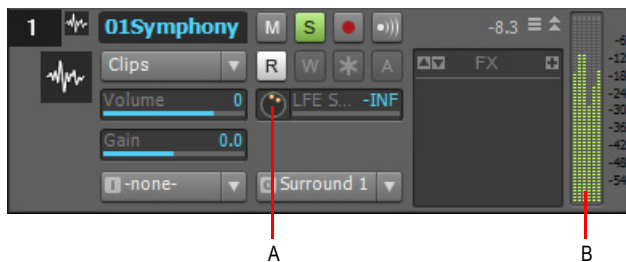 1 01Symphony M S -8.3
Clips R W A FX
Volume 0 LFE S... -INF
Gain 0.0
I -none- O Surround 1
-6
-12
-18
-24
-30
-36
-42
-48
-54
A B